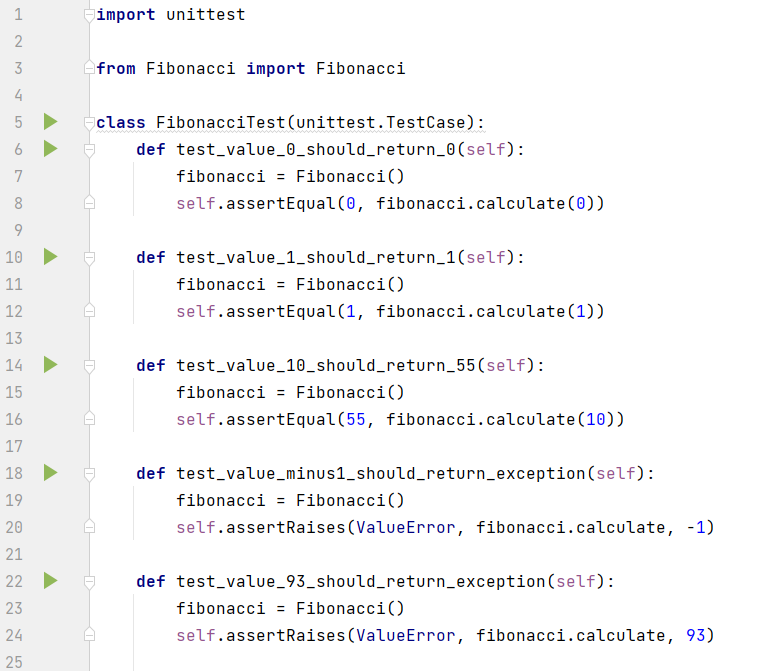 1 import unittest
2
3 from Fibonacci import Fibonacci
4
5 class FibonacciTest(unittest.TestCase):
6     def test_value_0_should_return_0(self):
7         fibonacci = Fibonacci()
8         self.assertEqual(0, fibonacci.calculate(0))
9
10     def test_value_1_should_return_1(self):
11         fibonacci = Fibonacci()
12         self.assertEqual(1, fibonacci.calculate(1))
13
14     def test_value_10_should_return_55(self):
15         fibonacci = Fibonacci()
16         self.assertEqual(55, fibonacci.calculate(10))
17
18     def test_value_minus1_should_return_exception(self):
19         fibonacci = Fibonacci()
20         self.assertRaises(ValueError, fibonacci.calculate, -1)
21
22     def test_value_93_should_return_exception(self):
23         fibonacci = Fibonacci()
24         self.assertRaises(ValueError, fibonacci.calculate, 93)
25